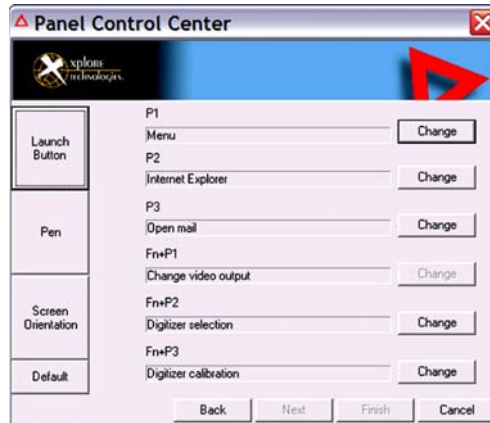 Panel Control Center
xplore
technologies.
Launch
Button
Pen
Screen
Orientation
Default
P1
Menu
Change
P2
Internet Explorer
Change
P3
Open mail
Change
Fn+P1
Change video output
Change
Fn+P2
Digitizer selection
Change
Fn+P3
Digitizer calibration
Change
Back
Next
Finish
Cancel